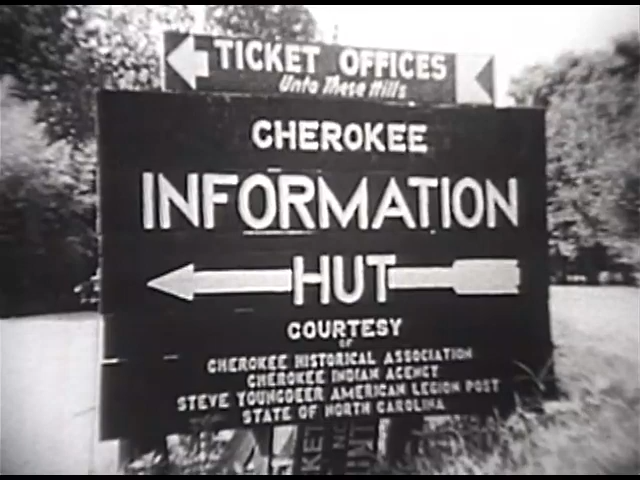 TICKET OFFICES
Unto These Hills
CHEROKEE
INFORMATION
HUT
COURTESY
OF
CHEROKEE HISTORICAL ASSOCIATION
CHEROKEE INDIAN AGENCY
STEVE YOUNGDEER AMERICAN LEGION POST
STATE OF NORTH CAROLINA